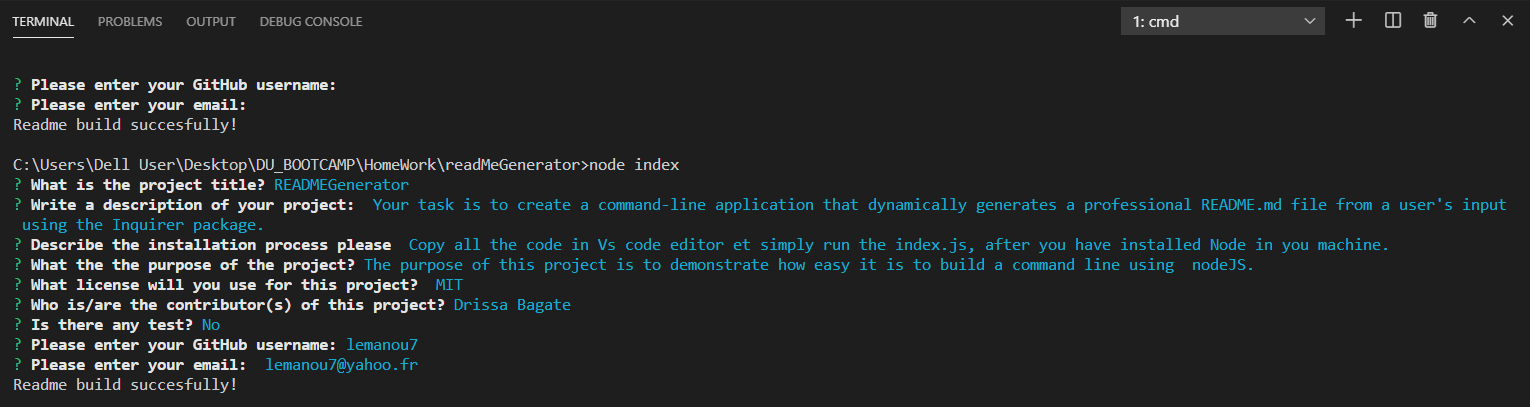 TERMINAL PROBLEMS OUTPUT DEBUG CONSOLE 1: cmd
? Please enter your GitHub username:
? Please enter your email:
Readme build succesfully!
C:\Users\Dell User\Desktop\DU_BOOTCAMP\HomeWork\readMeGenerator>node index
? What is the project title? READMEGenerator
? Write a description of your project:  Your task is to create a command-line application that dynamically generates a professional README.md file from a user's input
using the Inquirer package.
? Describe the installation process please  Copy all the code in Vs code editor et simply run the index.js, after you have installed Node in you machine.
? What the the purpose of the project? The purpose of this project is to demonstrate how easy it is to build a command line using  nodeJS.
? What license will you use for this project?  MIT
? Who is/are the contributor(s) of this project? Drissa Bagate
? Is there any test? No
? Please enter your GitHub username: lemanou7
? Please enter your email:  lemanou7@yahoo.fr
Readme build succesfully!